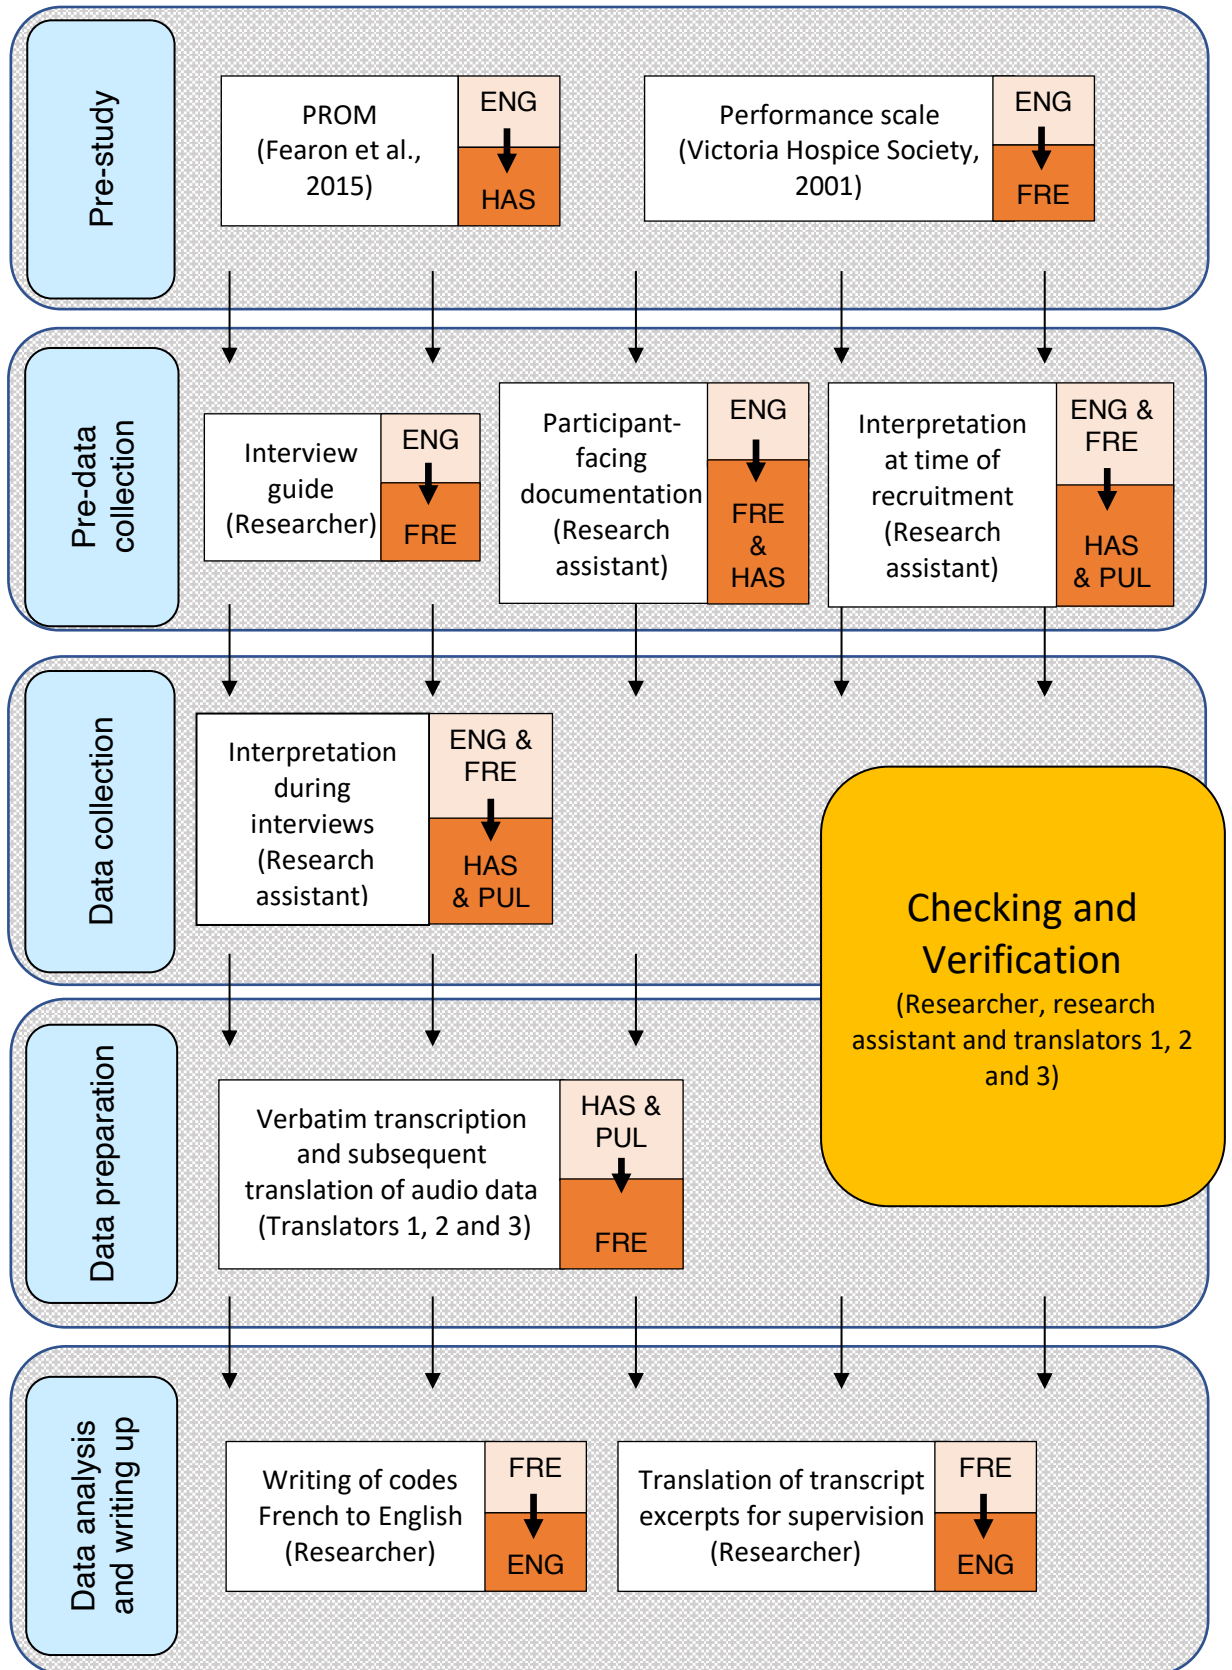 Pre-study
PROM
(Fearon et al.,
2015)
ENG
HAS
Performance scale
(Victoria Hospice Society,
2001)
ENG
FRE
Pre-data
collection
Interview
guide
(Researcher)
ENG
FRE
Participant-
facing
documentation
(Research
assistant)
ENG
FRE
&
HAS
Interpretation
at time of
recruitment
(Research
assistant)
ENG &
FRE
HAS
& PUL
Data collection
Interpretation
during
interviews
(Research
assistant)
ENG &
FRE
HAS
& PUL
Checking and
Verification
(Researcher, research
assistant and translators 1, 2
and 3)
Data preparation
Verbatim transcription
and subsequent
translation of audio data
(Translators 1, 2 and 3)
HAS &
PUL
FRE
Data analysis
and writing up
Writing of codes
French to English
(Researcher)
FRE
ENG
Translation of transcript
excerpts for supervision
(Researcher)
FRE
ENG